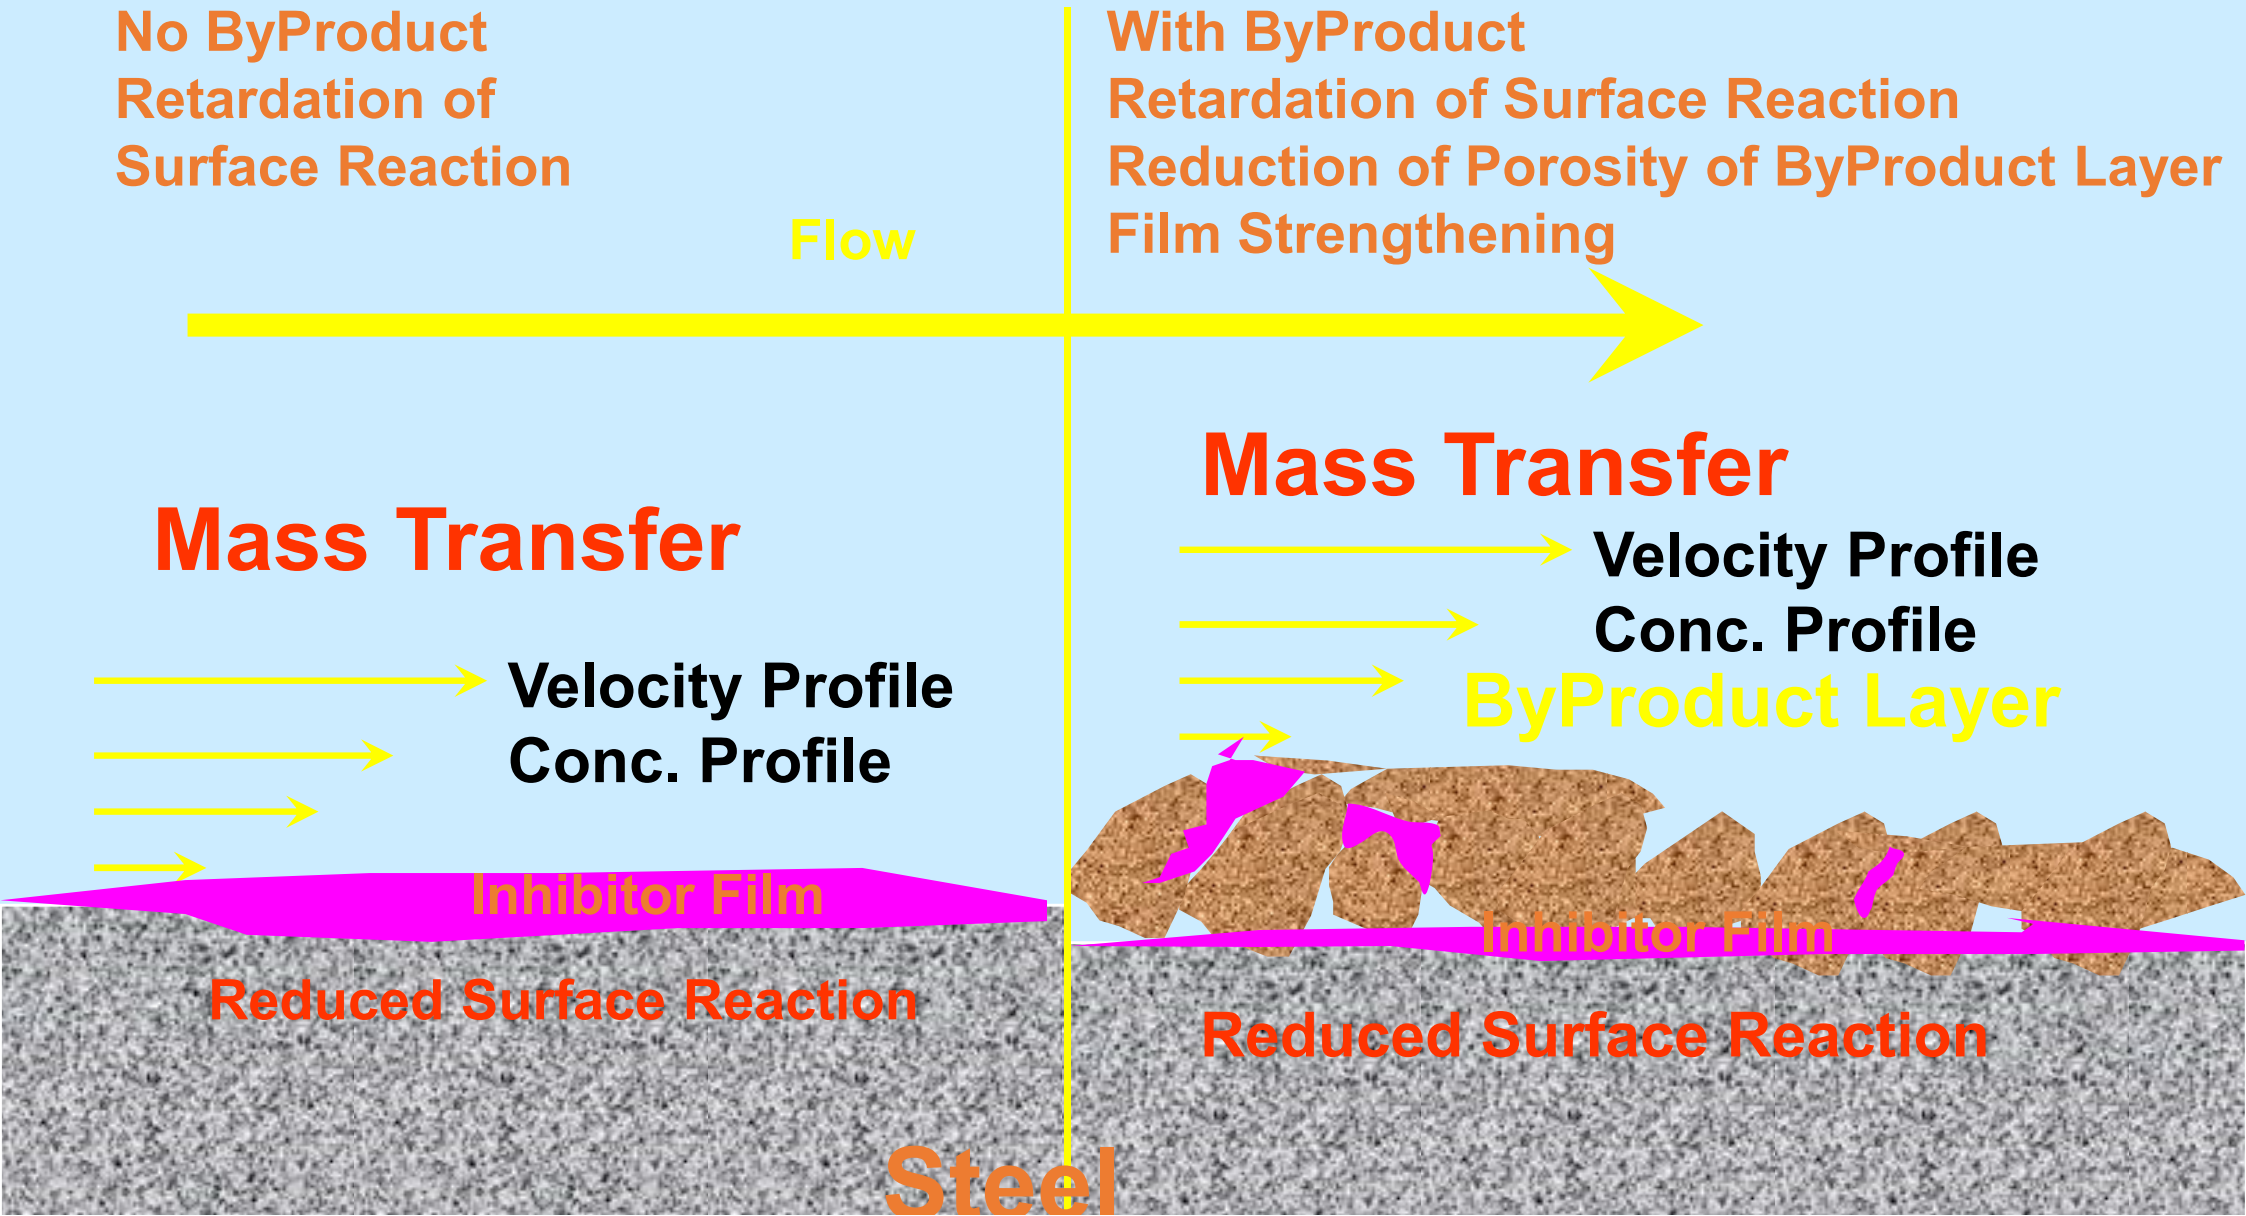 No ByProduct
Retardation of
Surface Reaction
With ByProduct
Retardation of Surface Reaction
Reduction of Porosity of ByProduct Layer
Film Strengthening
Flow
Mass Transfer
Velocity Profile
Conc. Profile
Inhibitor Film
Reduced Surface Reaction
Mass Transfer
Velocity Profile
Conc. Profile
ByProduct Layer
Inhibitor Film
Reduced Surface Reaction
Steel